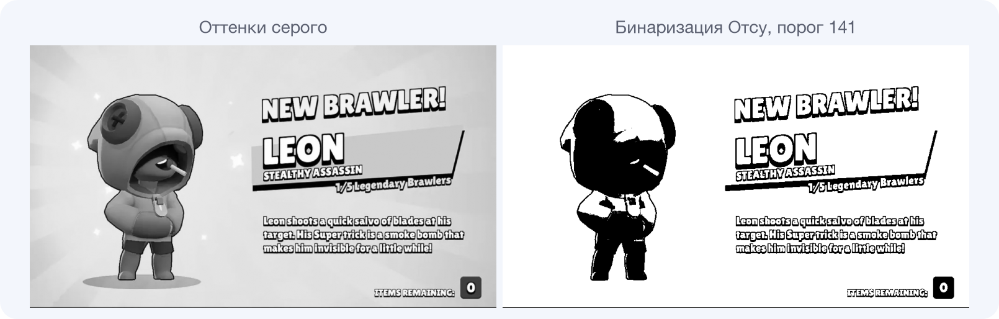 Оттенки серого
NEW BRAWLER!
LEON
STEALTHY ASSASSIN
1/5 Legendary Brawlers
Leon shoots a quick salvo of blades at his
target. His Super trick is a smoke bomb that
makes him invisible for a little while!
ITEMS REMAINING: 0
Бинаризация Отсу, порог 141
NEW BRAWLER!
LEON
STEALTHY ASSASSIN
1/5 Legendary Brawlers
Leon shoots a quick salvo of blades at his
target. His Super trick is a smoke bomb that
makes him invisible for a little while!
ITEMS REMAINING: 0